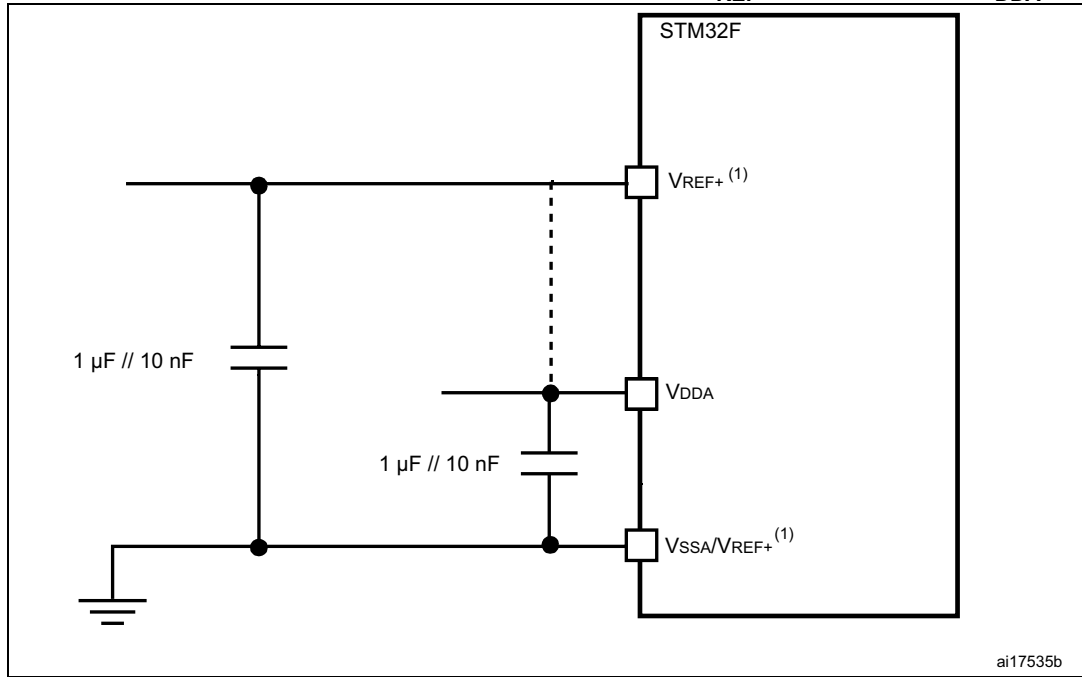 STM32F
VREF+ (1)
1 µF // 10 nF
VDDA
1 µF // 10 nF
VSSA/VREF+ (1)
ai17535b